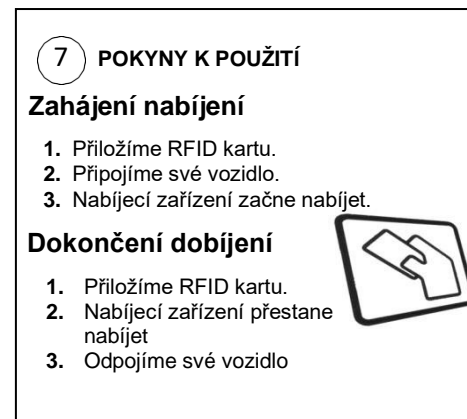 7 POKYNY K POUŽITÍ
Zahájení nabíjení
1. Přiložíme RFID kartu.
2. Připojíme své vozidlo.
3. Nabíjecí zařízení začne nabíjet.
Dokončení dobíjení
1. Přiložíme RFID kartu.
2. Nabíjecí zařízení přestane
nabíjet
3. Odpojíme své vozidlo